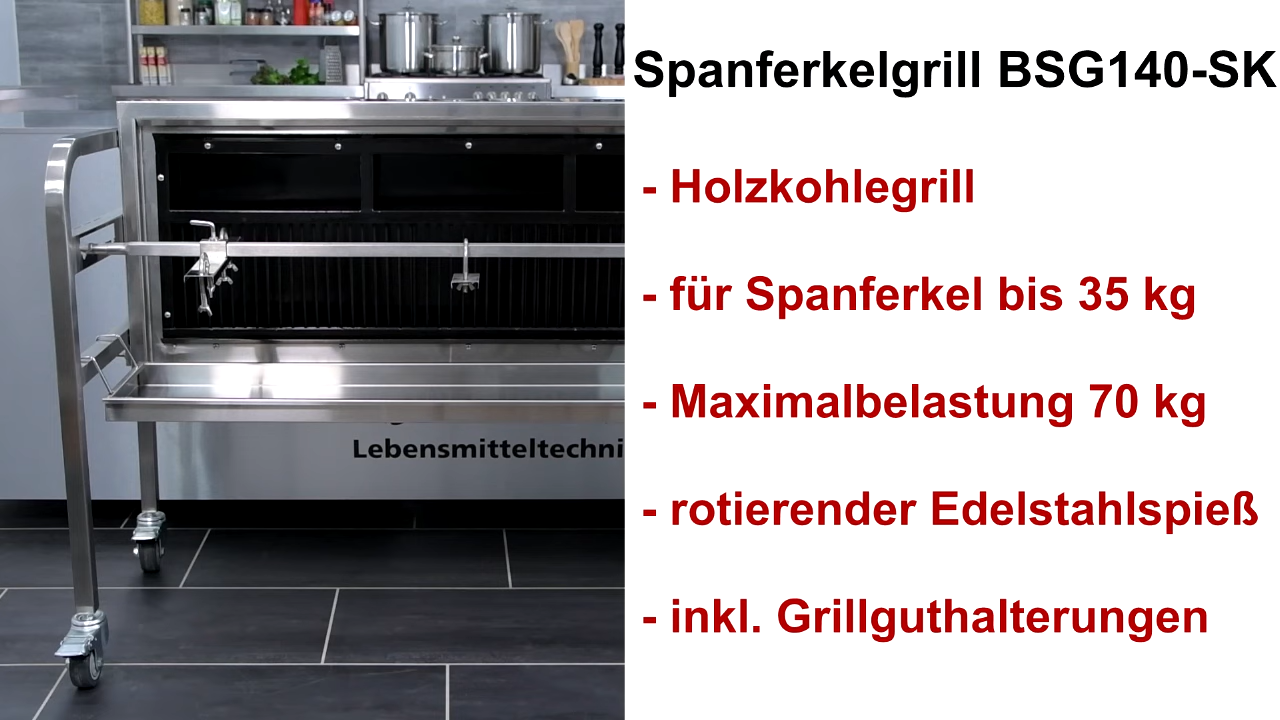 Spanferkelgrill BSG140-SK
- Holzkohlegrill
- für Spanferkel bis 35 kg
- Maximalbelastung 70 kg
- rotierender Edelstahlspieß
- inkl. Grillguthalterungen
Lebensmitteltechni